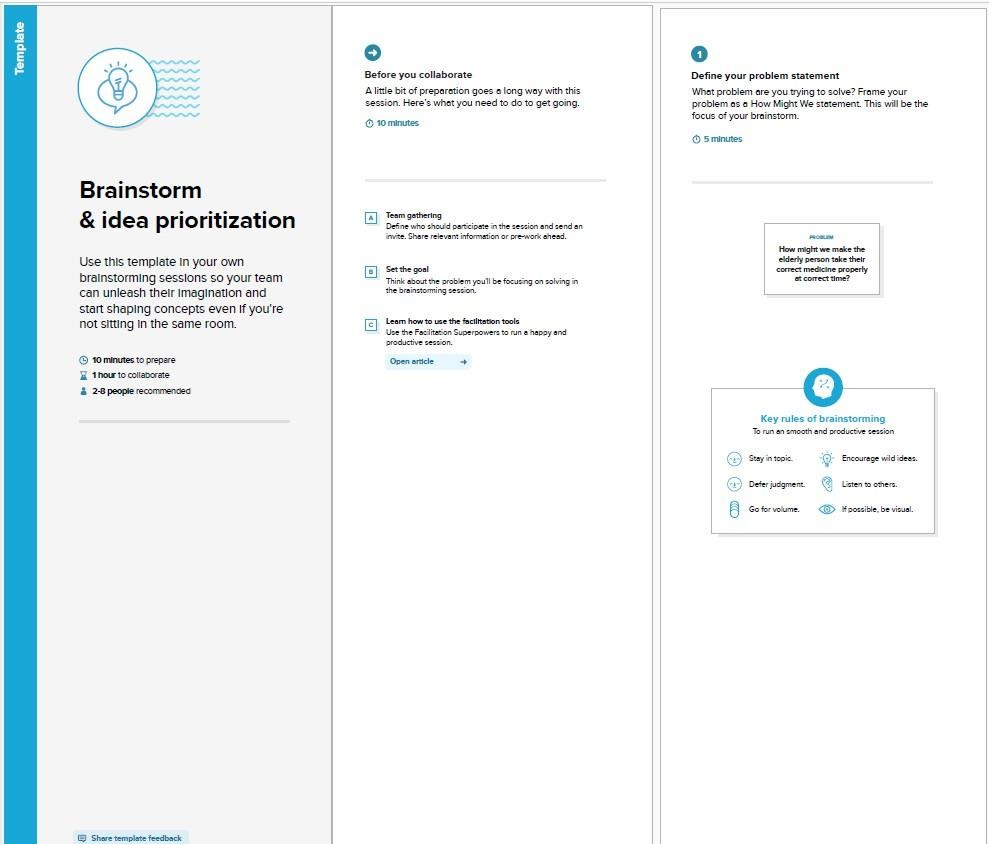 Template
Brainstorm
& idea prioritization
Use this template in your own
brainstorming sessions so your team
can unleash their imagination and
start shaping concepts even if you're
not sitting in the same room.
10 minutes to prepare
1 hour to collaborate
2-8 people recommended
Share template feedback
Before you collaborate
A little bit of preparation goes a long way with this
session. Here's what you need to do to get going.
10 minutes
A
Team gathering
Define who should participate in the session and send an
invite. Share relevant information or pre-work ahead.
B
Set the goal
Think about the problem you'll be focusing on solving in
the brainstorming session.
C
Learn how to use the facilitation tools
Use the Facilitation Superpowers to run a happy and
productive session.
Open article
1
Define your problem statement
What problem are you trying to solve? Frame your
problem as a How Might We statement. This will be the
focus of your brainstorm.
5 minutes
PROBLEM
How might we make the
elderly person take their
correct medicine properly
at correct time?
Key rules of brainstorming
To run an smooth and productive session
Stay in topic.
Encourage wild ideas.
Defer judgment.
Listen to others.
Go for volume.
If possible, be visual.